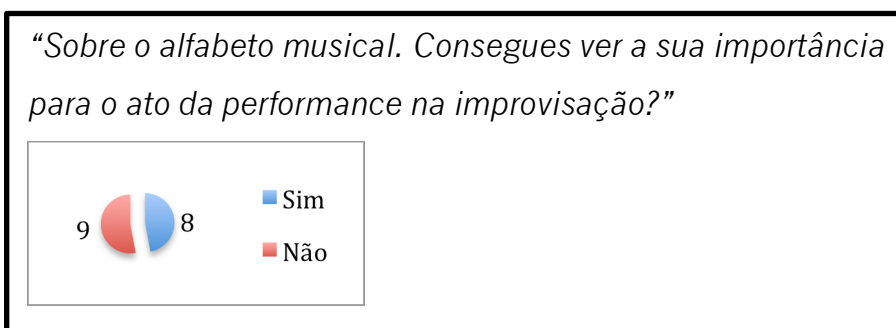 “Sobre o alfabeto musical. Consegues ver a sua importância
para o ato da performance na improvisação?”
9
8
Sim
Não